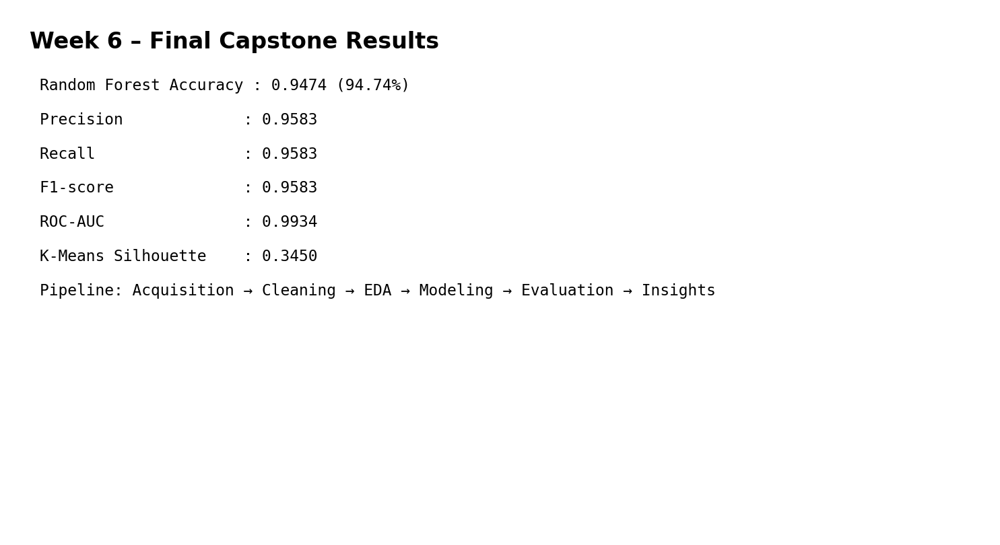 Week 6 – Final Capstone Results
Random Forest Accuracy : 0.9474 (94.74%)
Precision             : 0.9583
Recall                : 0.9583
F1-score              : 0.9583
ROC-AUC               : 0.9934
K-Means Silhouette    : 0.3450
Pipeline: Acquisition → Cleaning → EDA → Modeling → Evaluation → Insights